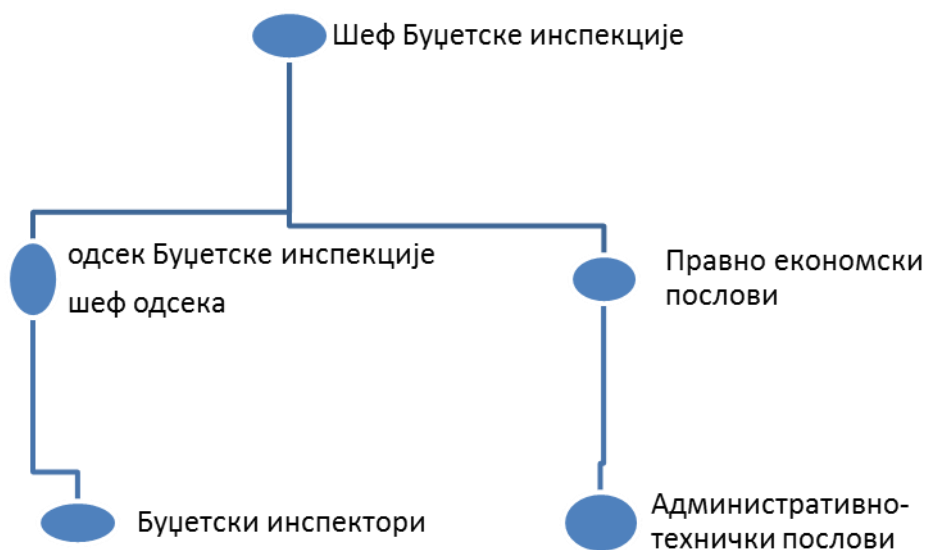 Шеф Буџетске инспекције
одсек Буџетске инспекције
шеф одсека
Правно економски
послови
Буџетски инспектори
Административно-
технички послови